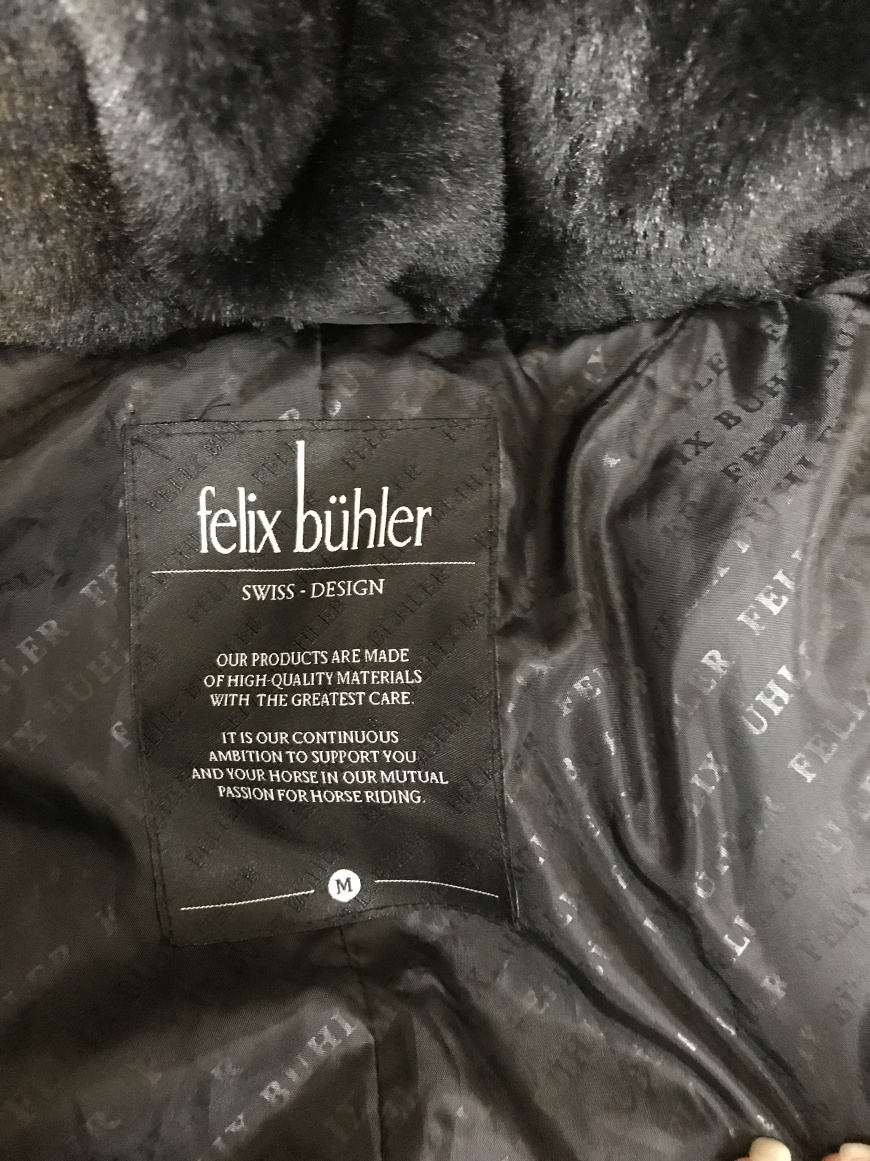 felix bühler
SWISS - DESIGN
OUR PRODUCTS ARE MADE
OF HIGH-QUALITY MATERIALS
WITH THE GREATEST CARE.
IT IS OUR CONTINUOUS
AMBITION TO SUPPORT YOU
AND YOUR HORSE IN OUR MUTUAL
PASSION FOR HORSE RIDING.
M